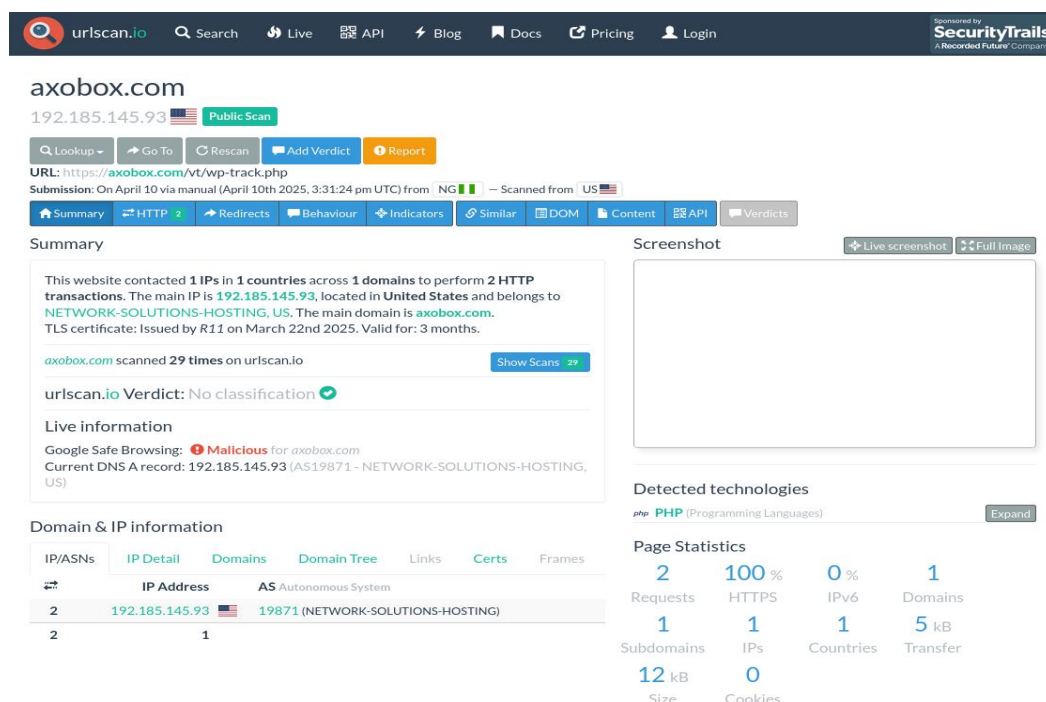 urlscan.io Search Live API Blog Docs Pricing Login
Sponsored by
SecurityTrails
A Recorded Future® Company
axobox.com
192.185.145.93 Public Scan
Lookup Go To Rescan Add Verdict Report
URL: https://axobox.com/vt/wp-track.php
Submission: On April 10 via manual (April 10th 2025, 3:31:24 pm UTC) from NG — Scanned from US
Summary HTTP 2 Redirects Behaviour Indicators Similar DOM Content API Verdicts
Summary
This website contacted 1 IPs in 1 countries across 1 domains to perform 2 HTTP
transactions. The main IP is 192.185.145.93, located in United States and belongs to
NETWORK-SOLUTIONS-HOSTING, US. The main domain is axobox.com.
TLS certificate: Issued by R11 on March 22nd 2025. Valid for: 3 months.
axobox.com scanned 29 times on urlscan.io Show Scans 29
urlscan.io Verdict: No classification
Live information
Google Safe Browsing: Malicious for axobox.com
Current DNS A record: 192.185.145.93 (AS19871 - NETWORK-SOLUTIONS-HOSTING,
US)
Domain & IP information
IP/ASNs IP Detail Domains Domain Tree Links Certs Frames
IP Address AS Autonomous System
2 192.185.145.93 19871 (NETWORK-SOLUTIONS-HOSTING)
2 1
Screenshot Live screenshot Full Image
Detected technologies
php PHP (Programming Languages) Expand
Page Statistics
2 100 % 0 % 1
Requests HTTPS IPv6 Domains
1 1 1 5 kB
Subdomains IPs Countries Transfer
12 kB 0
Size Cookies